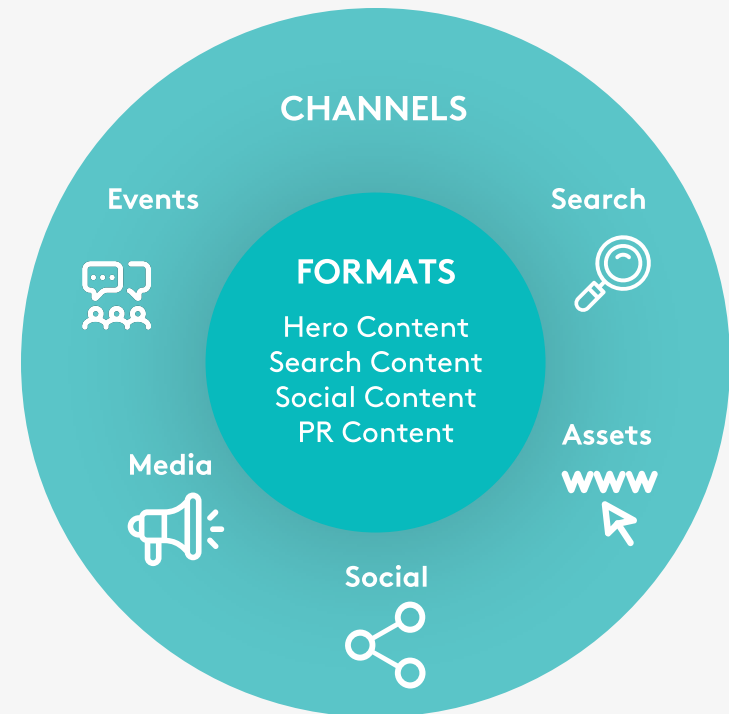 CHANNELS
Events
Search
FORMATS
Hero Content
Search Content
Social Content
PR Content
Assets
www
Media
Social